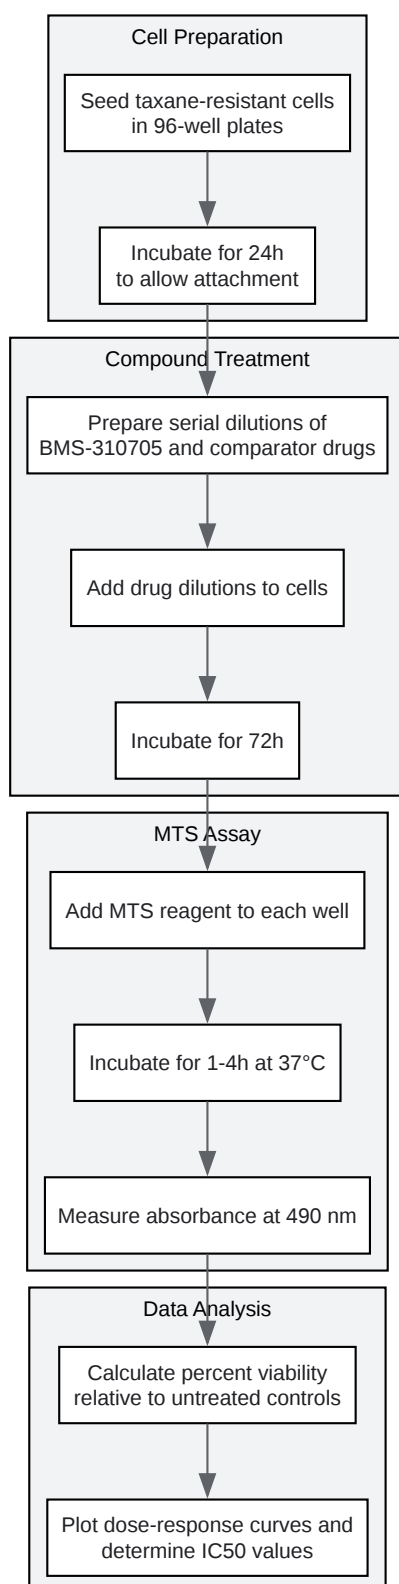 Cell Preparation
Seed taxane-resistant cells
in 96-well plates
Incubate for 24h
to allow attachment
Compound Treatment
Prepare serial dilutions of
BMS-310705 and comparator drugs
Add drug dilutions to cells
Incubate for 72h
MTS Assay
Add MTS reagent to each well
Incubate for 1-4h at 37°C
Measure absorbance at 490 nm
Data Analysis
Calculate percent viability
relative to untreated controls
Plot dose-response curves and
determine IC50 values